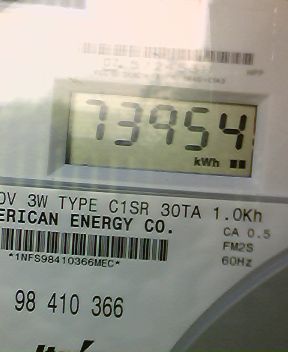 73954
kWh
0V 3W TYPE C1SR 30TA 1.0Kh
ERICAN ENERGY CO.
CA 0.5
FM2S
*1NFS98410366MEC*
60Hz
98 410 366